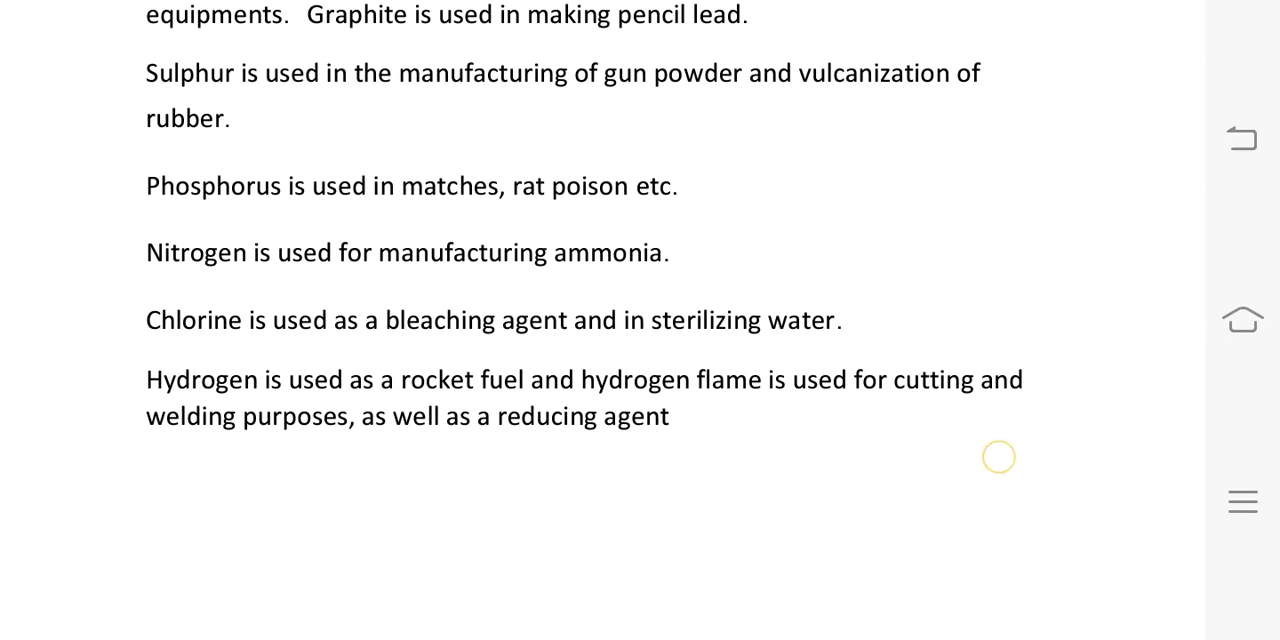 equipments. Graphite is used in making pencil lead.
Sulphur is used in the manufacturing of gun powder and vulcanization of
rubber.
Phosphorus is used in matches, rat poison etc.
Nitrogen is used for manufacturing ammonia.
Chlorine is used as a bleaching agent and in sterilizing water.
Hydrogen is used as a rocket fuel and hydrogen flame is used for cutting and
welding purposes, as well as a reducing agent